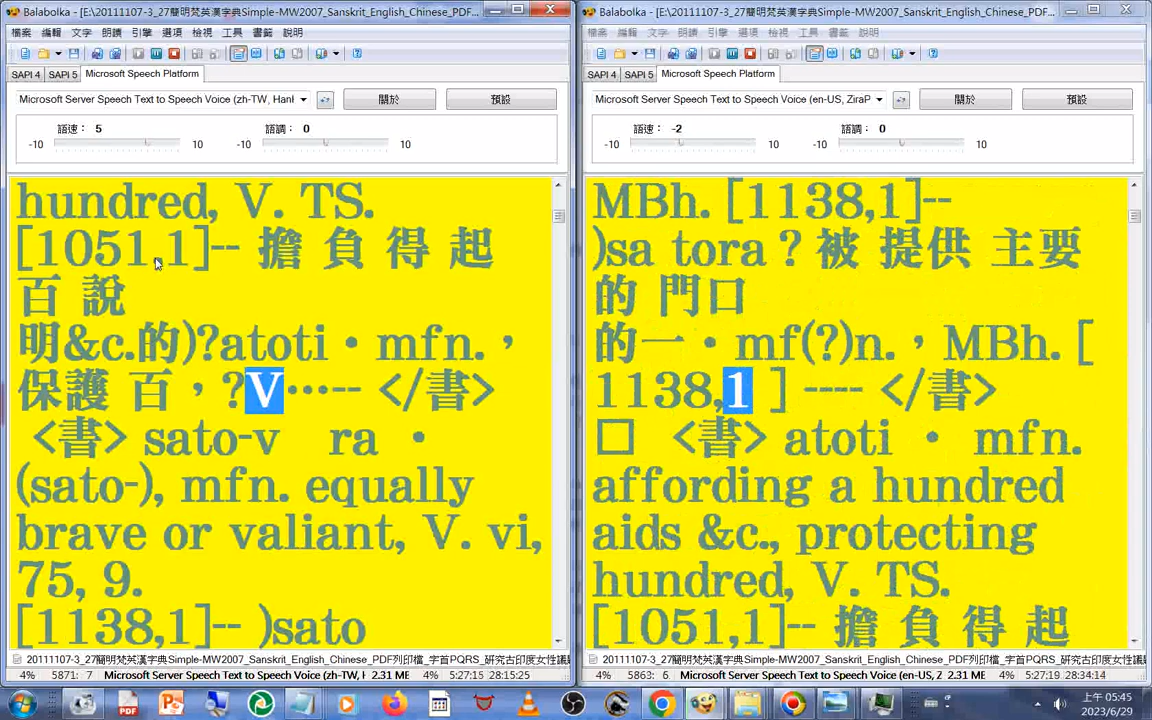 Balabolka - [E:\20111107-3_27簡明梵英漢字典Simple-MW2007_Sanskrit_English_Chinese_PDF...
檔案 編輯 文字 朗讀 引擎 選項 檢視 工具 書籤 說明
SAPI 4 SAPI 5 Microsoft Speech Platform
Microsoft Server Speech Text to Speech Voice (zh-TW, Hanl
關於 預設
語速: 5 語調: 0
-10 10 -10 10
hundred, V. TS.
[1051,1]-- 擔 負 得 起
百 說
明&c.的)?atoti・mfn.，
保護 百，?V…-- </書>
<書> sato-v ra ・
(sato-), mfn. equally
brave or valiant, V. vi,
75, 9.
[1138,1]-- )sato
20111107-3_27簡明梵英漢字典Simple-MW2007_Sanskrit_English_Chinese_PDF列印檔_字首PQRS_研究古印度女性議
4% 5871: 7 Microsoft Server Speech Text to Speech Voice (zh-TW, H 2.31 ME 4% 5:27:15 28:15:25
Balabolka - [E:\20111107-3_27簡明梵英漢字典Simple-MW2007_Sanskrit_English_Chinese_PDF...
檔案 編輯 文字 朗讀 引擎 選項 檢視 工具 書籤 說明
SAPI 4 SAPI 5 Microsoft Speech Platform
Microsoft Server Speech Text to Speech Voice (en-US, ZiraP
關於 預設
語速: -2 語調: 0
-10 10 -10 10
MBh. [1138,1]--
)sa tora？被 提供 主要
的 門口
的一・mf(?)n.，MBh. [
1138,1 ] ---- </書>
□ <書> atoti ・ mfn.
affording a hundred
aids &c., protecting
hundred, V. TS.
[1051,1]-- 擔 負 得 起
20111107-3_27簡明梵英漢字典Simple-MW2007_Sanskrit_English_Chinese_PDF列印檔_字首PQRS_研究古印度女性議
4% 5863: 6 Microsoft Server Speech Text to Speech Voice (en-US, Z 2.31 ME 4% 5:27:19 28:34:14
上午 05:45
2023/6/29